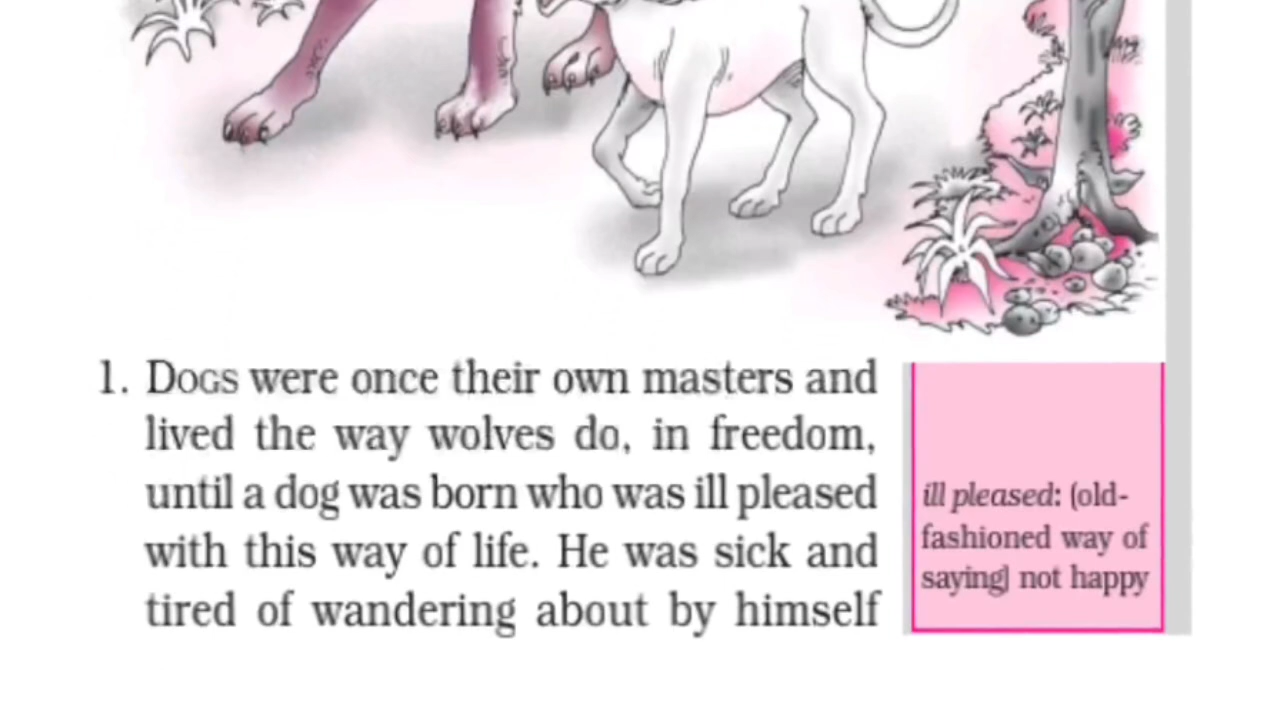 1. DOGS were once their own masters and
lived the way wolves do, in freedom,
until a dog was born who was ill pleased
with this way of life. He was sick and
tired of wandering about by himself
ill pleased: (old-
fashioned way of
saying) not happy